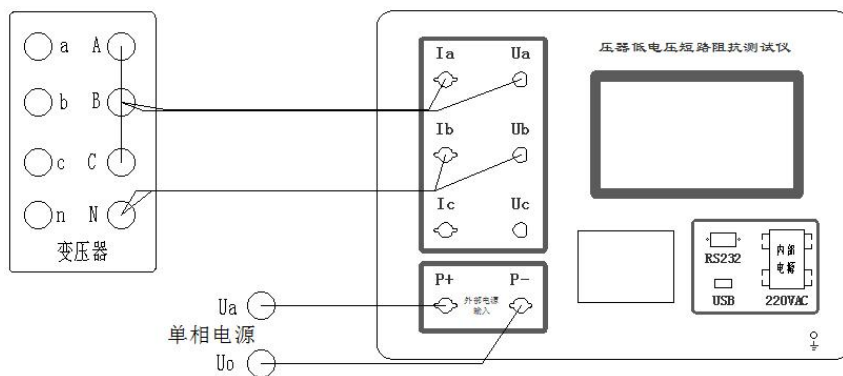 a A
b B
c C
n N
变压器
Ia Ua
Ib Ub
Ic Uc
P+ 外部电源 P-
输入
Ua
单相电源
Uo
压器低电压短路阻抗测试仪
RS232
USB
内部
电源
220VAC